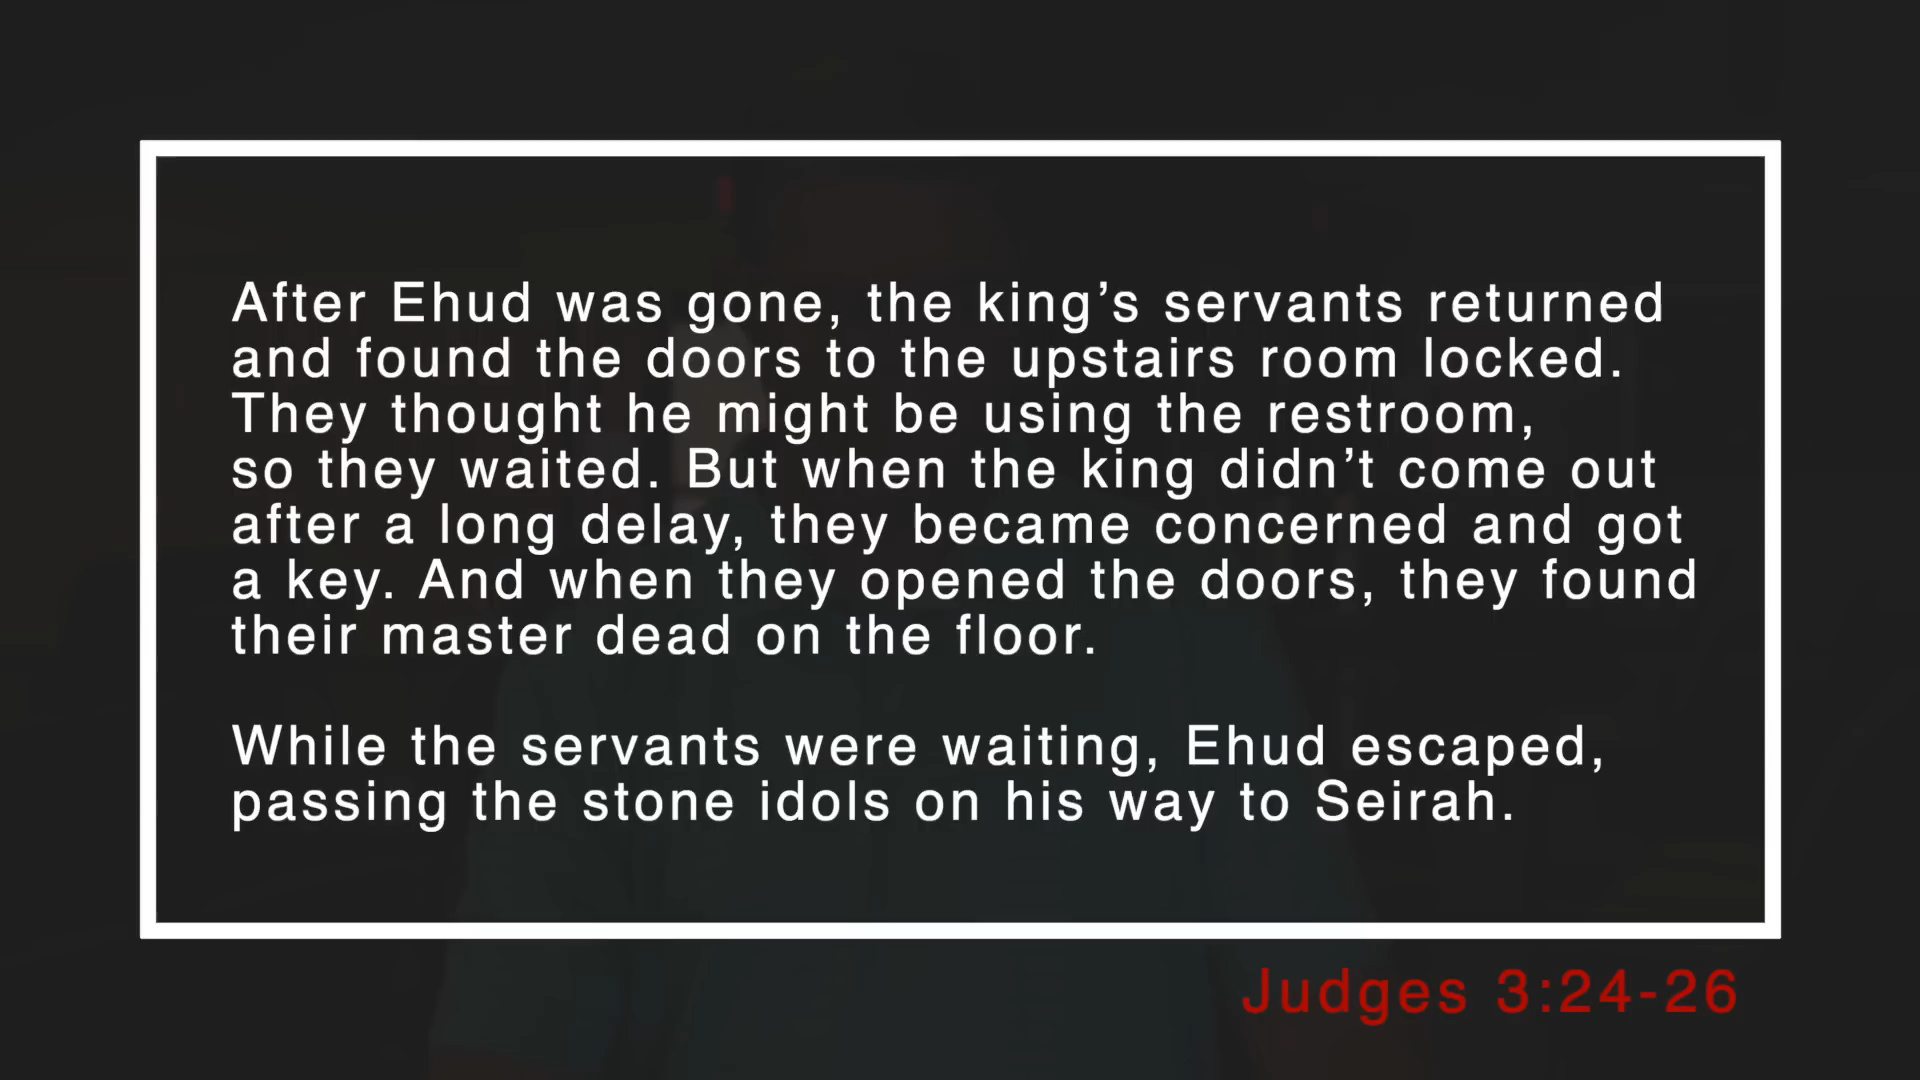 After Ehud was gone, the king’s servants returned
and found the doors to the upstairs room locked.
They thought he might be using the restroom,
so they waited. But when the king didn’t come out
after a long delay, they became concerned and got
a key. And when they opened the doors, they found
their master dead on the floor.
While the servants were waiting, Ehud escaped,
passing the stone idols on his way to Seirah.
Judges 3:24-26